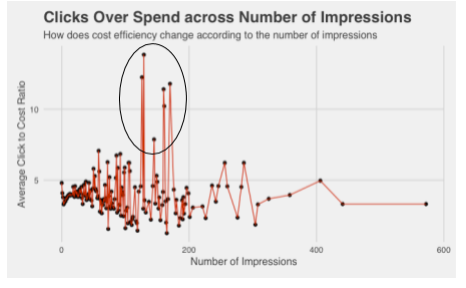 Clicks Over Spend across Number of Impressions
How does cost efficiency change according to the number of impressions
Average Click to Cost Ratio
10
5
0
200
400
600
Number of Impressions